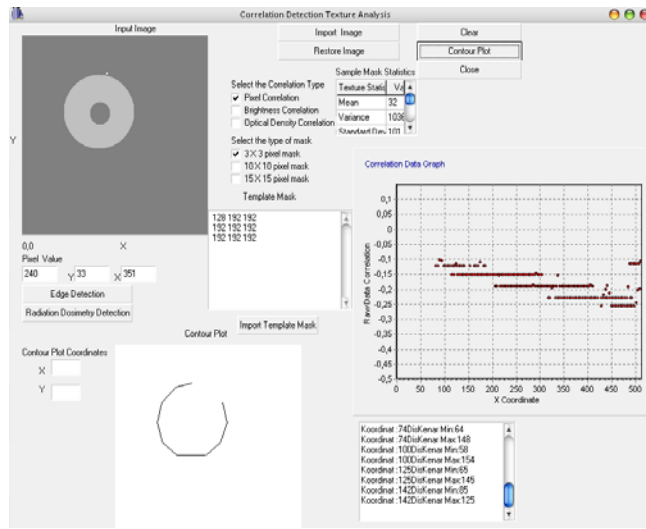 Correlation Detection Texture Analysis
Input Image
Import Image
Clear
Restore Image
Contour Plot
Close
Select the Correlation Type
Pixel Correlation
Brightness Correlation
Optical Density Correlation
Sample Mask Statistics
Texture Statis Va
Mean 32
Variance 1036
Standard Dev 101
Select the type of mask
3 X 3 pixel mask
10 X 10 pixel mask
15 X 15 pixel mask
Template Mask
128 192 192
192 192 192
192 192 192
Y
0,0 X
Pixel Value
240 Y 33 X 351
Edge Detection
Radiation Dosimetry Detection
Import Template Mask
Correlation Data Graph
Raw Data Correlation
0,1
0,05
0
-0,05
-0,1
-0,15
-0,2
-0,25
-0,3
-0,35
-0,4
-0,45
-0,5
0 50 100 150 200 250 300 350 400 450 500
X Coordinate
Contour Plot
Contour Plot Coordinates
X
Y
Koordinat :74DisKenar Min:64
Koordinat :74DisKenar Max:148
Koordinat :100DisKenar Min:58
Koordinat :100DisKenar Max:154
Koordinat :125DisKenar Min:65
Koordinat :125DisKenar Max:145
Koordinat :142DisKenar Min:85
Koordinat :142DisKenar Max:125